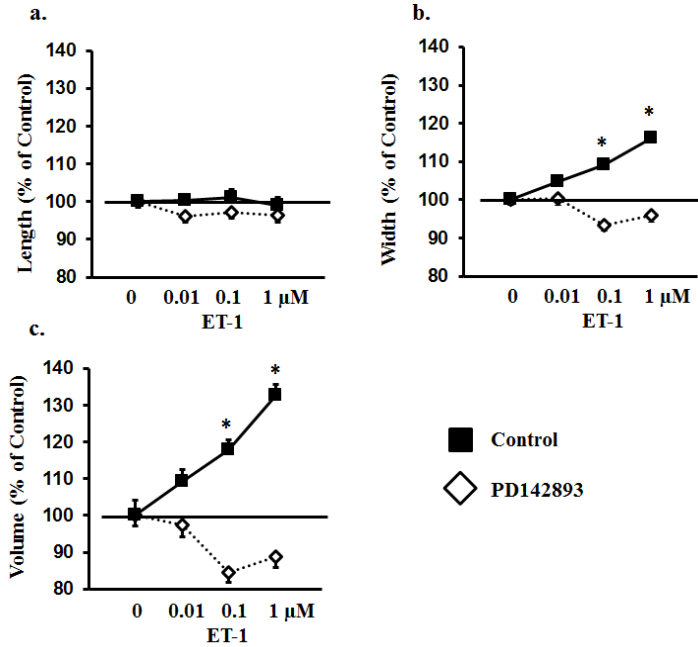 a.
140
130
120
110
100
90
80
Length (% of Control)
0 0.01 0.1 1 μM
ET-1
b.
140
130
120
110
100
90
80
Width (% of Control)
* *
0 0.01 0.1 1 μM
ET-1
c.
140
130
120
110
100
90
80
Volume (% of Control)
* *
0 0.01 0.1 1 μM
ET-1
Control
PD142893